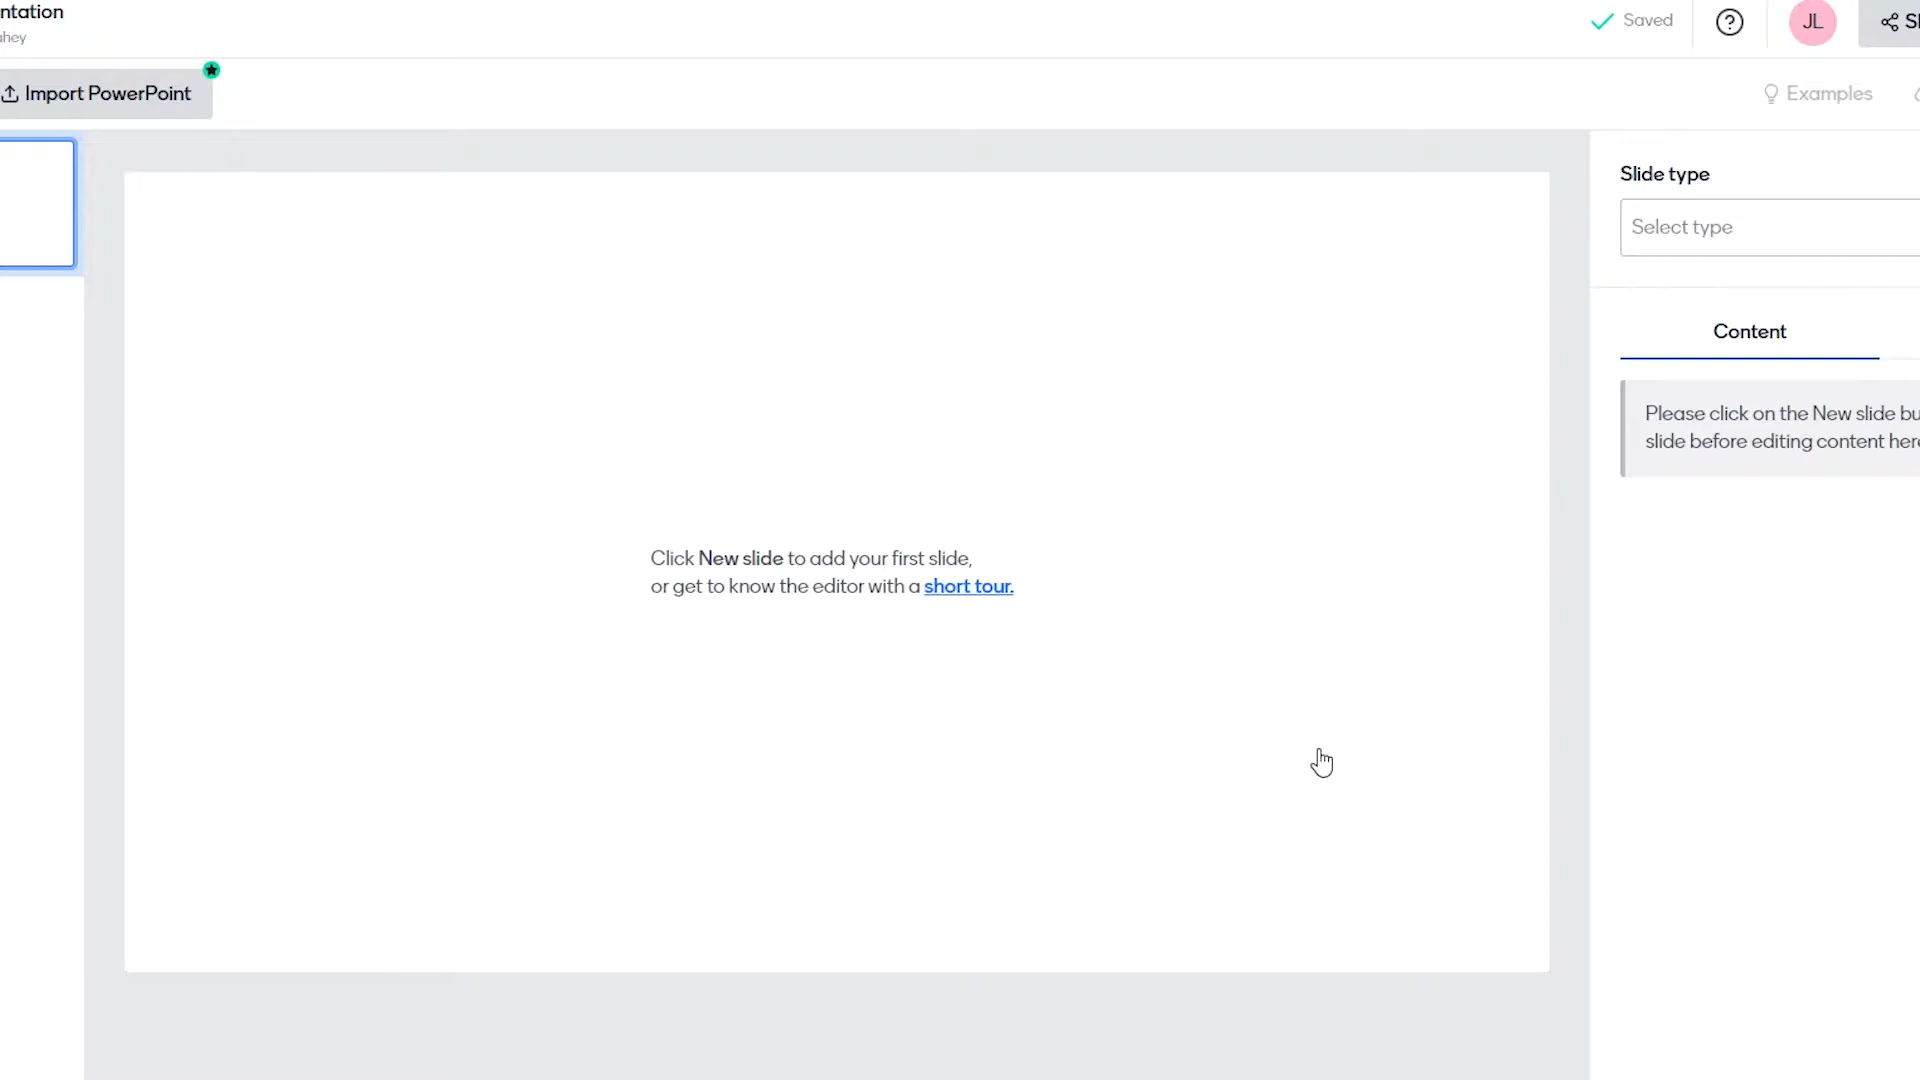 ntation
ahey
Saved
JL
Import PowerPoint
Examples
Slide type
Select type
Content
Please click on the New slide bu
slide before editing content here
Click New slide to add your first slide,
or get to know the editor with a short tour.